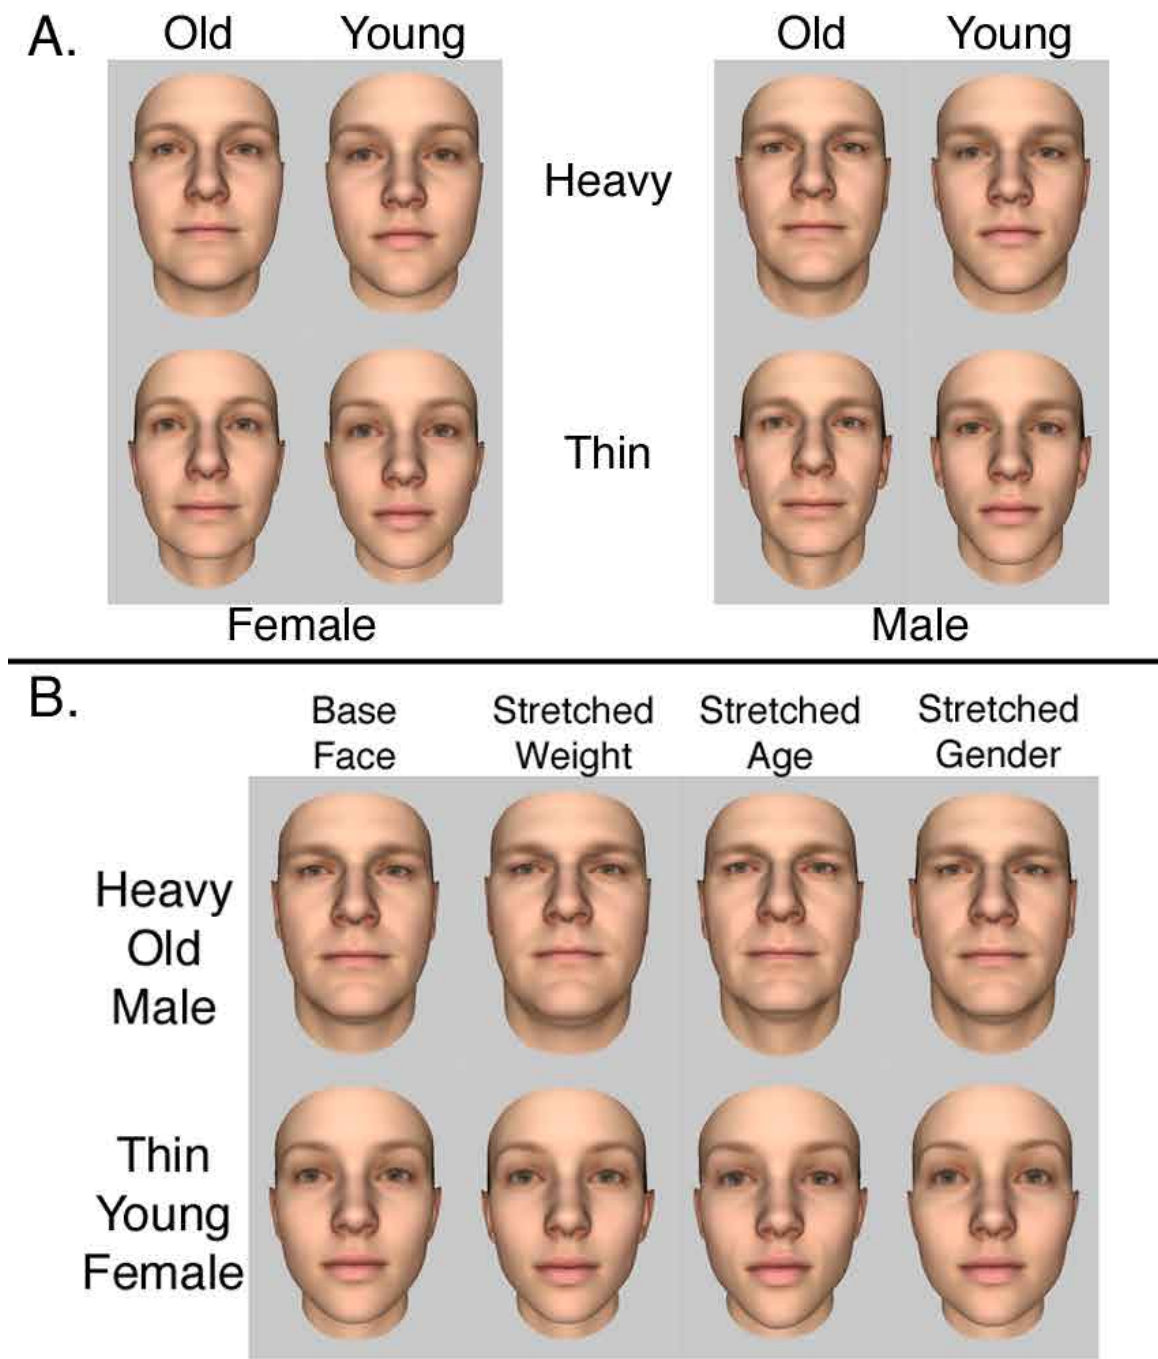 A.
Old Young
Old Young
Heavy
Thin
Female
Male
B.
Base
Face
Stretched
Weight
Stretched
Age
Stretched
Gender
Heavy
Old
Male
Thin
Young
Female